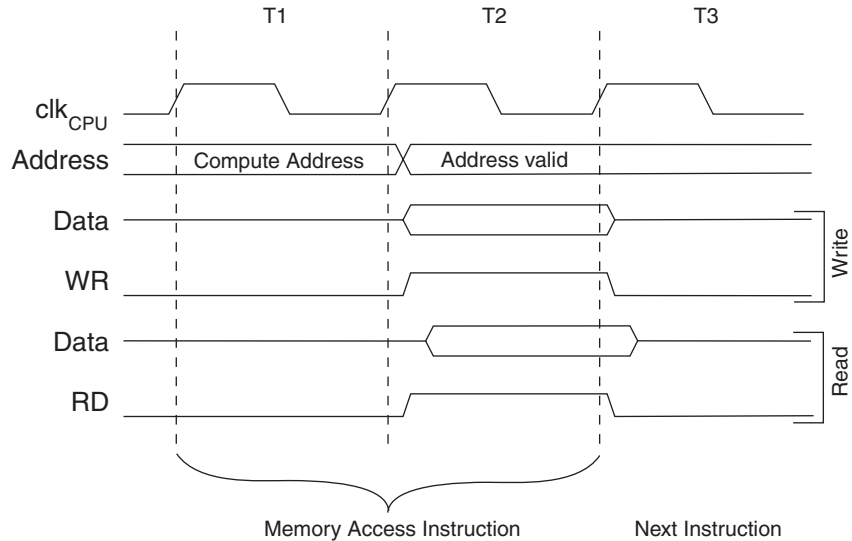 T1 T2 T3
clkCPU
Address Compute Address Address valid
Data
WR
Write
Data
RD
Read
Memory Access Instruction Next Instruction